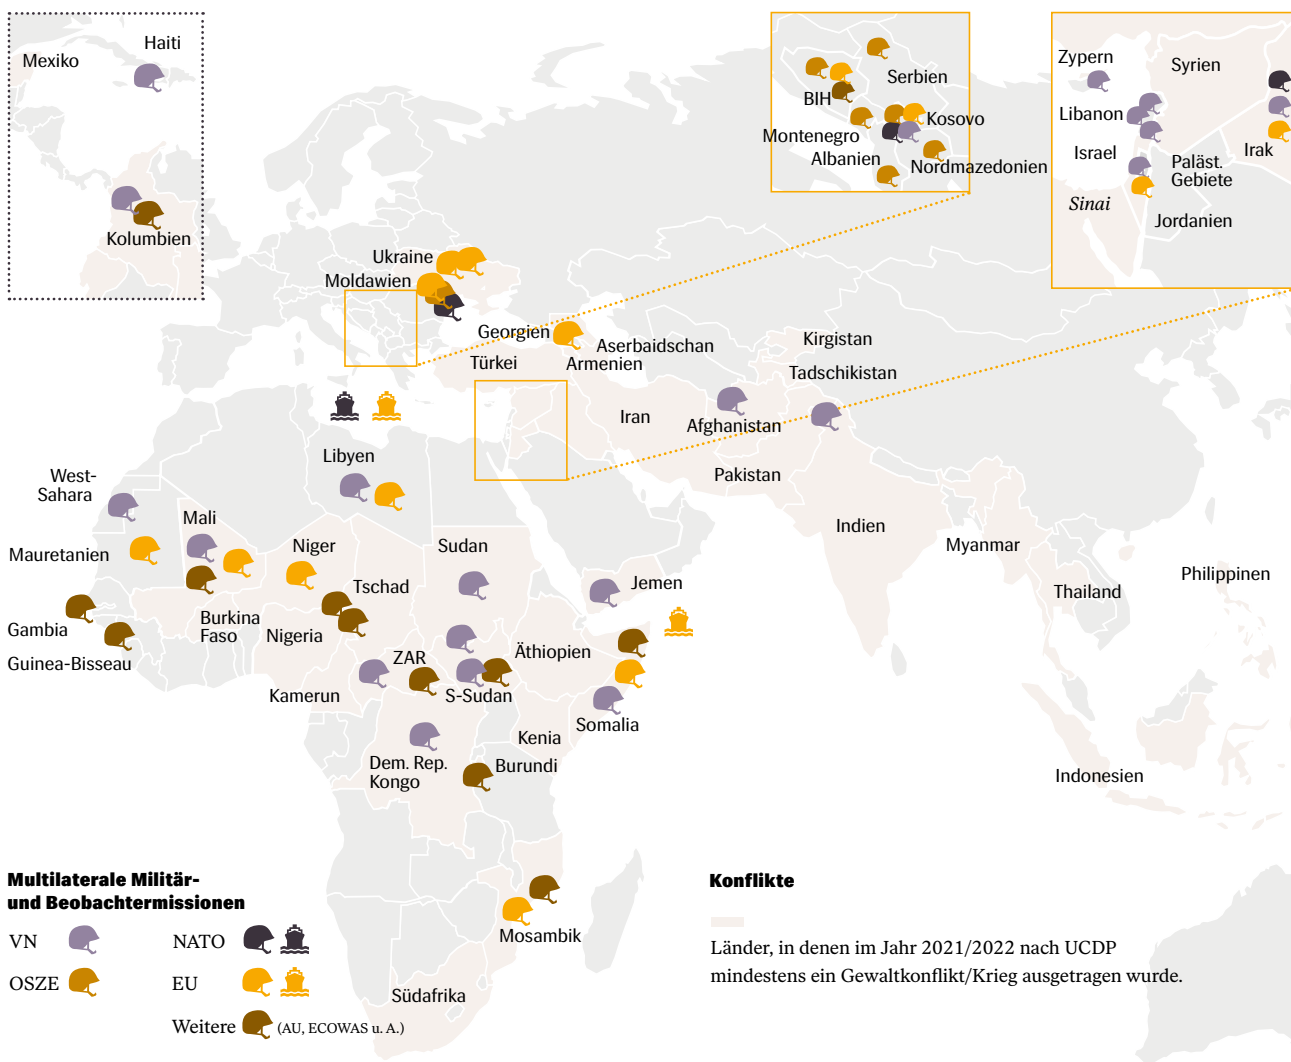 Mexiko
Haiti
Kolumbien
Serbien
BIH
Kosovo
Montenegro
Albanien
Nordmazedonien
Zypern
Syrien
Libanon
Israel
Irak
Paläst.
Gebiete
Sinai
Jordanien
Ukraine
Moldawien
Georgien
Aserbaidschan
Armenien
Türkei
Kirgistan
Tadschikistan
Iran
Afghanistan
Pakistan
Indien
Myanmar
Thailand
Philippinen
Indonesien
Libyen
West-
Sahara
Mali
Mauretanien
Niger
Sudan
Tschad
Jemen
Gambia
Burkina
Faso
Nigeria
Guinea-Bissau
ZAR
Äthiopien
Kamerun
S-Sudan
Somalia
Kenia
Dem. Rep.
Kongo
Burundi
Mosambik
Südafrika
Multilaterale Militär-
und Beobachtermissionen
VN
NATO
OSZE
EU
Weitere (AU, ECOWAS u. A.)
Konflikte
Länder, in denen im Jahr 2021/2022 nach UCDP
mindestens ein Gewaltkonflikt/Krieg ausgetragen wurde.